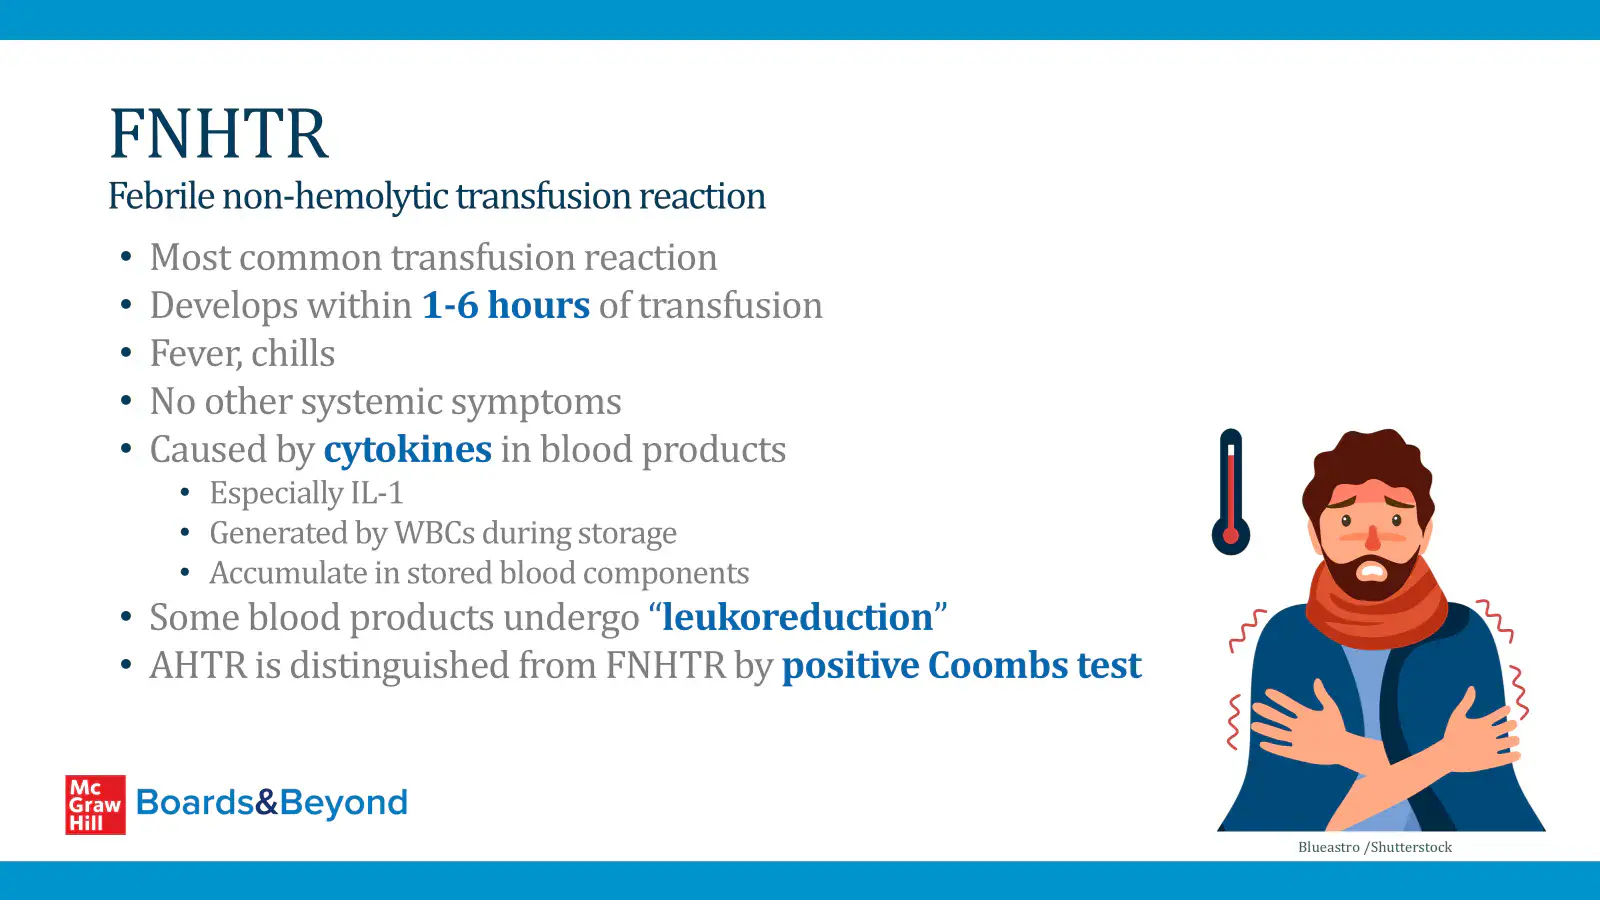 FNHTR
Febrile non-hemolytic transfusion reaction
• Most common transfusion reaction
• Develops within 1-6 hours of transfusion
• Fever, chills
• No other systemic symptoms
• Caused by cytokines in blood products
• Especially IL-1
• Generated by WBCs during storage
• Accumulate in stored blood components
• Some blood products undergo “leukoreduction”
• AHTR is distinguished from FNHTR by positive Coombs test
Mc
Graw
Hill
Boards&Beyond
Blueastro /Shutterstock